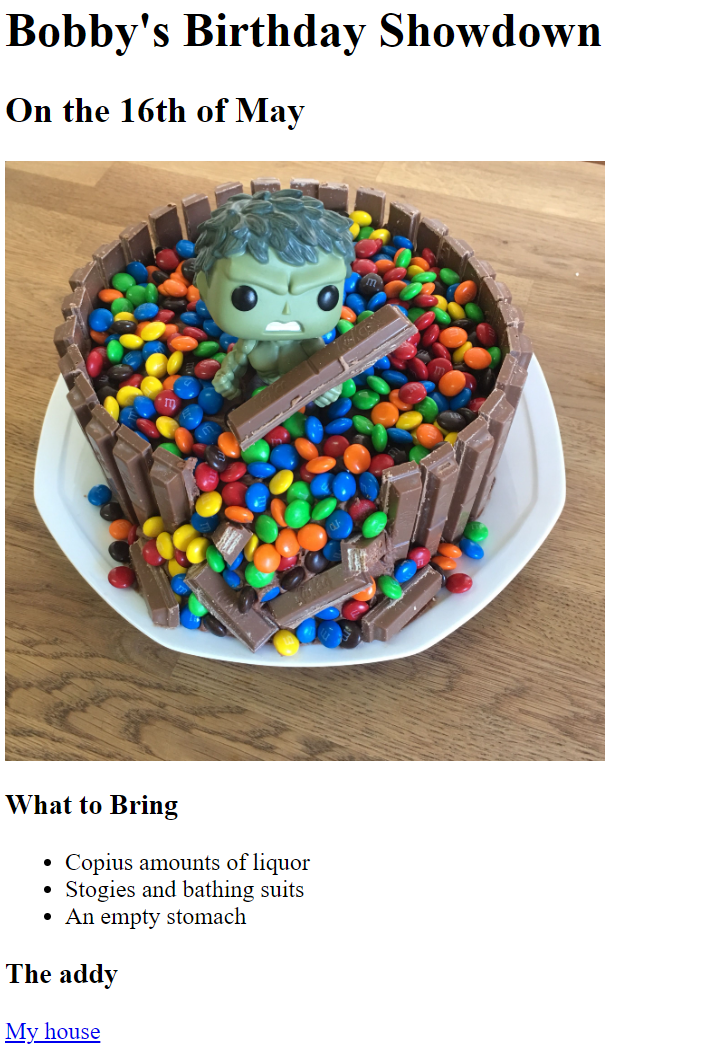 Bobby's Birthday Showdown
On the 16th of May
What to Bring
Copius amounts of liquor
Stogies and bathing suits
An empty stomach
The addy
My house